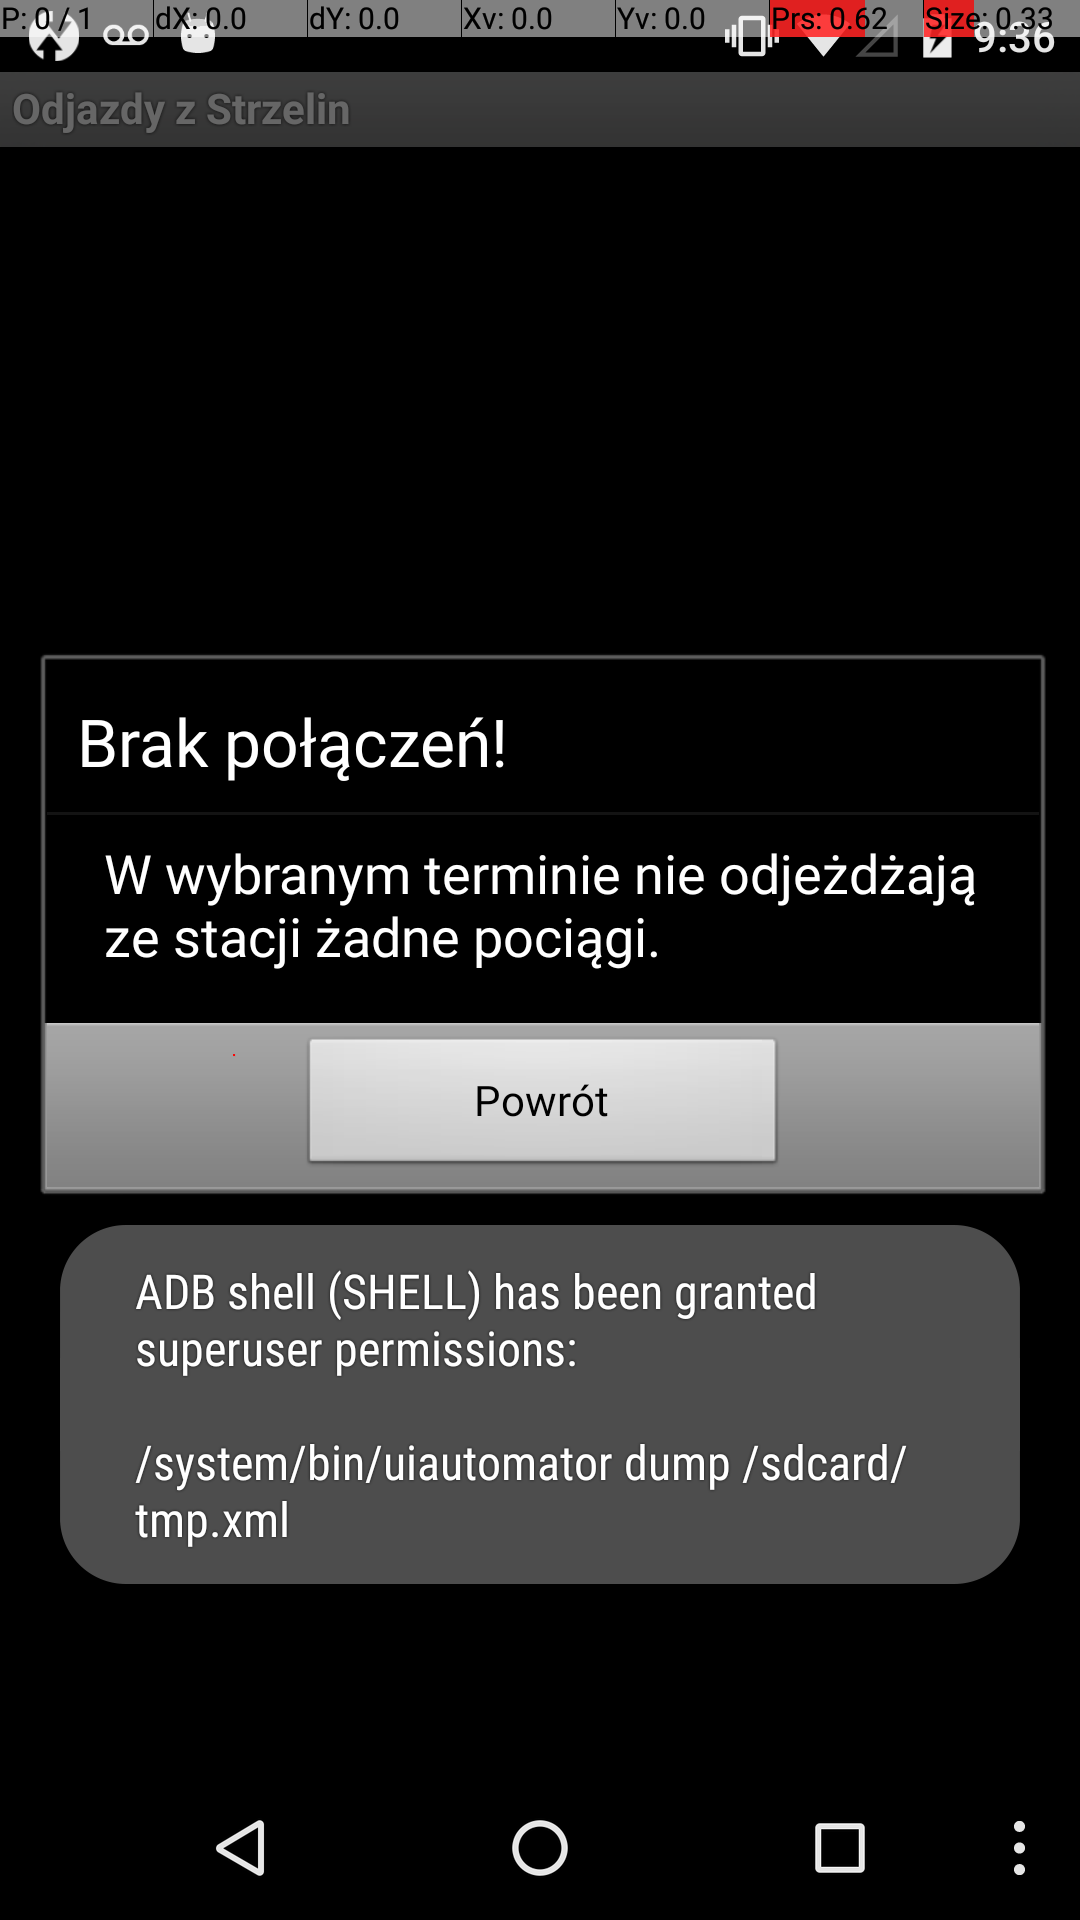 P: 0 / 1 dX: 0.0 dY: 0.0 Xv: 0.0 Yv: 0.0 Prs: 0.62 Size: 0.33
9:36
Odjazdy z Strzelin
Brak połączeń!
W wybranym terminie nie odjeżdżają
ze stacji żadne pociągi.
Powrót
ADB shell (SHELL) has been granted
superuser permissions:
/system/bin/uiautomator dump /sdcard/
tmp.xml